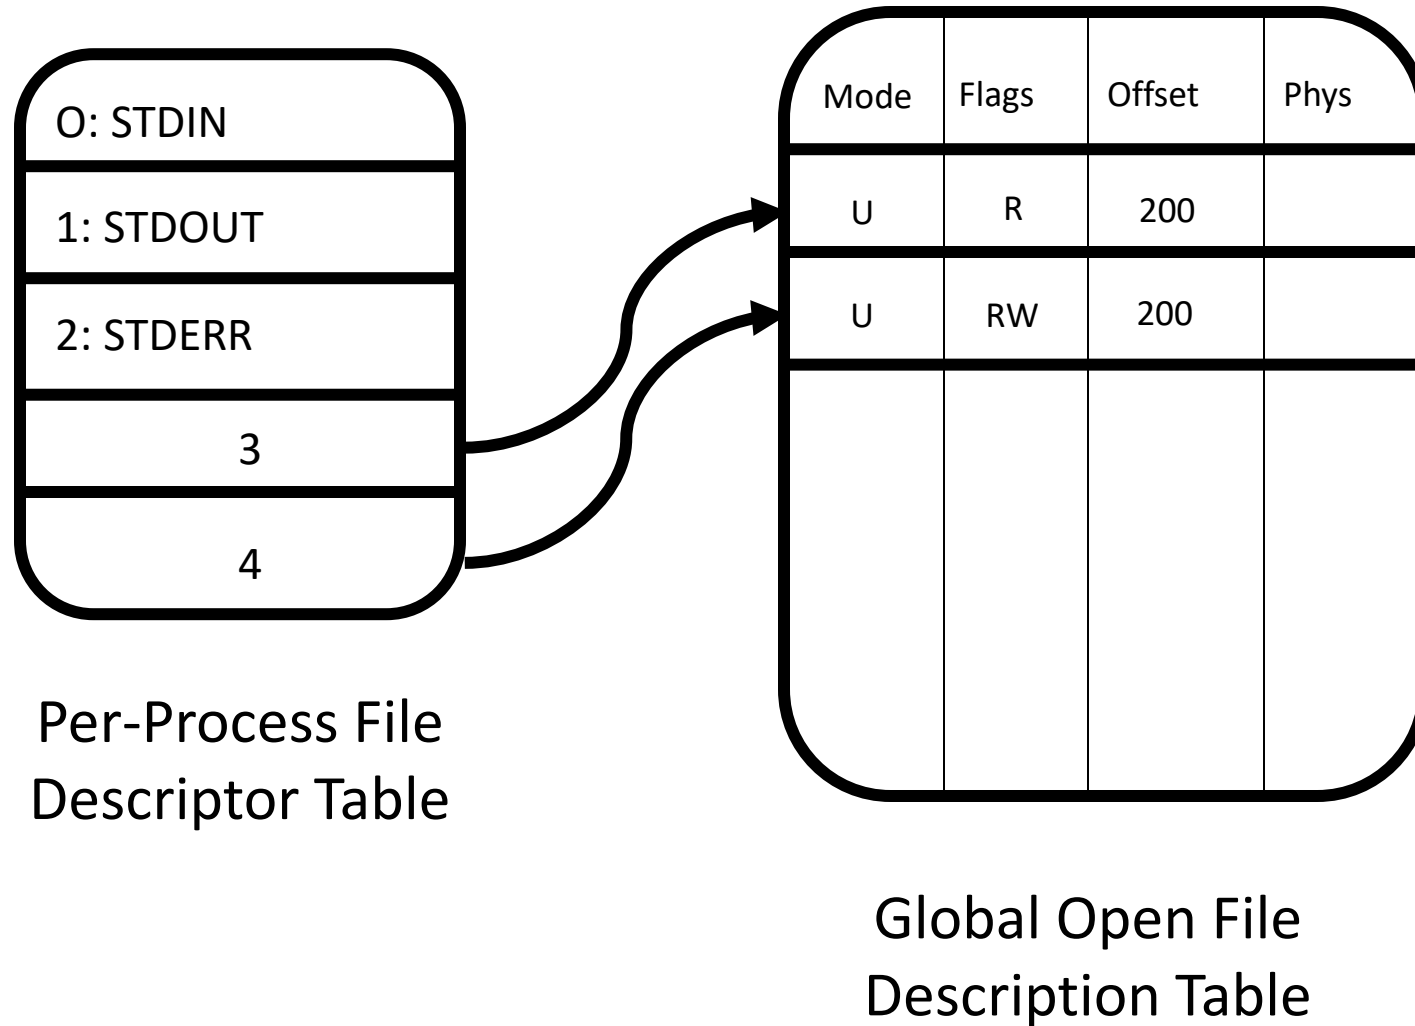 O: STDIN
1: STDOUT
2: STDERR
3
4
Per-Process File
Descriptor Table
Mode Flags Offset Phys
U R 200
U RW 200
Global Open File
Description Table